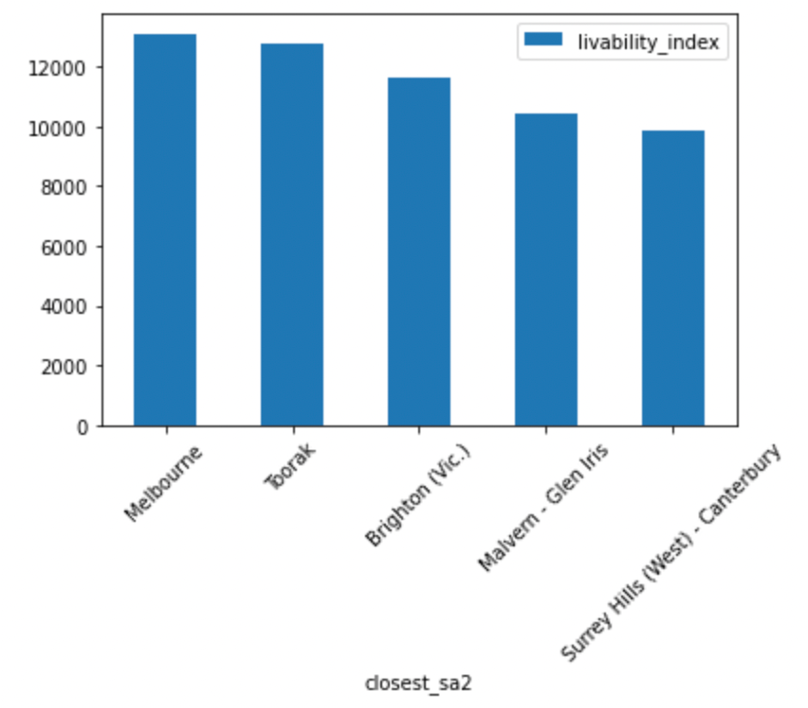 livability_index
12000
10000
8000
6000
4000
2000
0
Melbourne
Toorak
Brighton (Vic.)
Malvern - Glen Iris
Surrey Hills (West) - Canterbury
closest_sa2